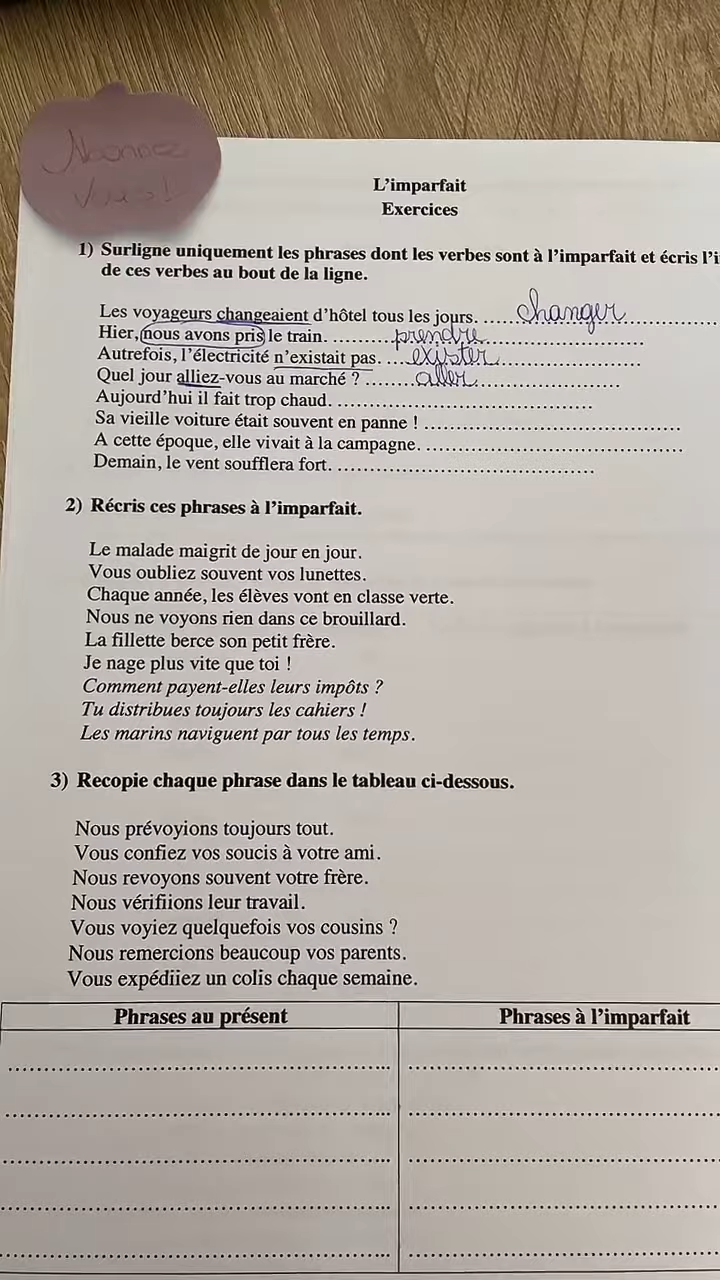 Abonnez
Vous !
L'imparfait
Exercices
1) Surligne uniquement les phrases dont les verbes sont à l'imparfait et écris l'i
de ces verbes au bout de la ligne.
Les voyageurs changeaient d'hôtel tous les jours. ..... changer ....................
Hier, nous avons pris le train. ........... prendre ..............................
Autrefois, l'électricité n'existait pas. .... exister ..............................
Quel jour alliez-vous au marché ? ........ aller ..............................
Aujourd'hui il fait trop chaud. ..............................................
Sa vieille voiture était souvent en panne ! ..............................................
A cette époque, elle vivait à la campagne. ..............................................
Demain, le vent soufflera fort. ..............................................
2) Récris ces phrases à l'imparfait.
Le malade maigrit de jour en jour.
Vous oubliez souvent vos lunettes.
Chaque année, les élèves vont en classe verte.
Nous ne voyons rien dans ce brouillard.
La fillette berce son petit frère.
Je nage plus vite que toi !
Comment payent-elles leurs impôts ?
Tu distribues toujours les cahiers !
Les marins naviguent par tous les temps.
3) Recopie chaque phrase dans le tableau ci-dessous.
Nous prévoyions toujours tout.
Vous confiez vos soucis à votre ami.
Nous revoyons souvent votre frère.
Nous vérifiions leur travail.
Vous voyiez quelquefois vos cousins ?
Nous remercions beaucoup vos parents.
Vous expédiiez un colis chaque semaine.
Phrases au présent Phrases à l'imparfait